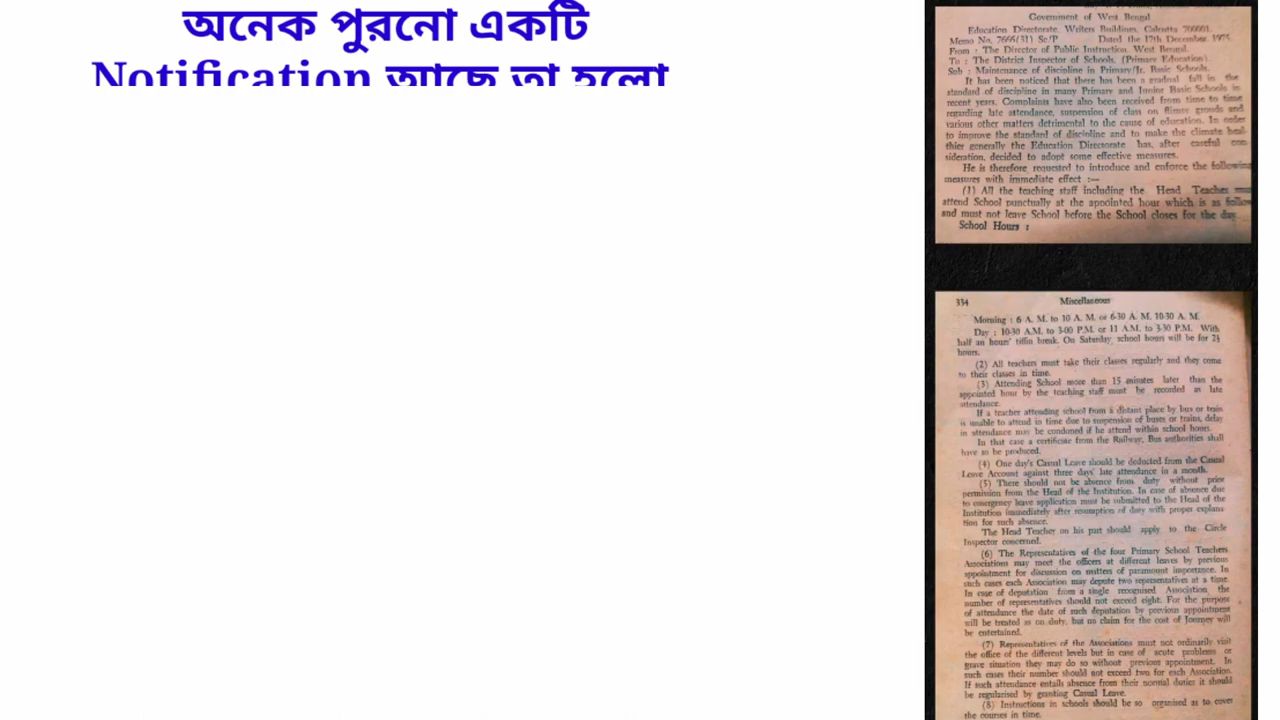 অনেক পুরনো একটি
Notification আছে তা হলো
Government of West Bengal
Education Directorate, Writers Buildings, Calcutta 700001.
Memo No. 7666(31) Sc/P Dated the 17th December 1975.
From : The Director of Public Instruction, West Bengal.
To : The District Inspector of Schools, (Primary Education)
Sub : Maintenance of discipline in Primary/Jr. Basic Schools.
It has been noticed that there has been a gradual fall in the
standard of discipline in many Primary and Junior Basic Schools in
recent years. Complaints have also been received from time to time
regarding late attendance, suspension of class on flimsy grounds and
various other matters detrimental to the cause of education. In order
to improve the standard of discipline and to make the climate heal-
thier generally the Education Directorate has, after careful con-
sideration, decided to adopt some effective measures.
He is therefore requested to introduce and enforce the following
measures with immediate effect :—
(1) All the teaching staff including the Head Teacher must
attend School punctually at the appointed hour which is as follow
and must not leave School before the School closes for the day
School Hours :
334 Miscellaneous
Morning : 6 A. M. to 10 A. M. or 6-30 A. M. 10-30 A. M.
Day : 10-30 A.M. to 3-00 P.M. or 11 A.M. to 3-30 P.M. With
half an hours' tiffin break. On Saturday school hours will be for 2½
hours.
(2) All teachers must take their classes regularly and they come
to their classes in time.
(3) Attending School more than 15 minutes later than the
appointed hour by the teaching staff must be recorded as late
attendance.
If a teacher attending school from a distant place by bus or train
is unable to attend in time due to suspension of buses or trains, delay
in attendance may be condoned if he attend within school hours.
In that case a certificate from the Railway, Bus authorities shall
have to be produced.
(4) One day's Casual Leave should be deducted from the Casual
Leave Account against three days' late attendance in a month.
(5) There should not be absence from duty without prior
permission from the Head of the Institution. In case of absence due
to emergency leave application must be submitted to the Head of the
Institution immediately after resumption of duty with proper explana-
tion for such absence.
The Head Teacher on his part should apply to the Circle
Inspector concerned.
(6) The Representatives of the four Primary School Teachers
Associations may meet the officers at different leaves by previous
appointment for discussion on matters of paramount importance. In
such cases each Association may depute two representatives at a time.
In case of deputation from a single recognised Association the
number of representatives should not exceed eight. For the purpose
of attendance the date of such deputation by previous appointment
will be treated as on duty, but no claim for the cost of Journey will
be entertained.
(7) Representatives of the Associations must not ordinarily visit
the office of the different levels but in case of acute problems or
grave situation they may do so without previous appointment. In
such cases their number should not exceed two for each Association.
If such attendance entails absence from their normal duties it should
be regularised by granting Casual Leave.
(8) Instructions in schools should be so organised as to cover
the courses in time.